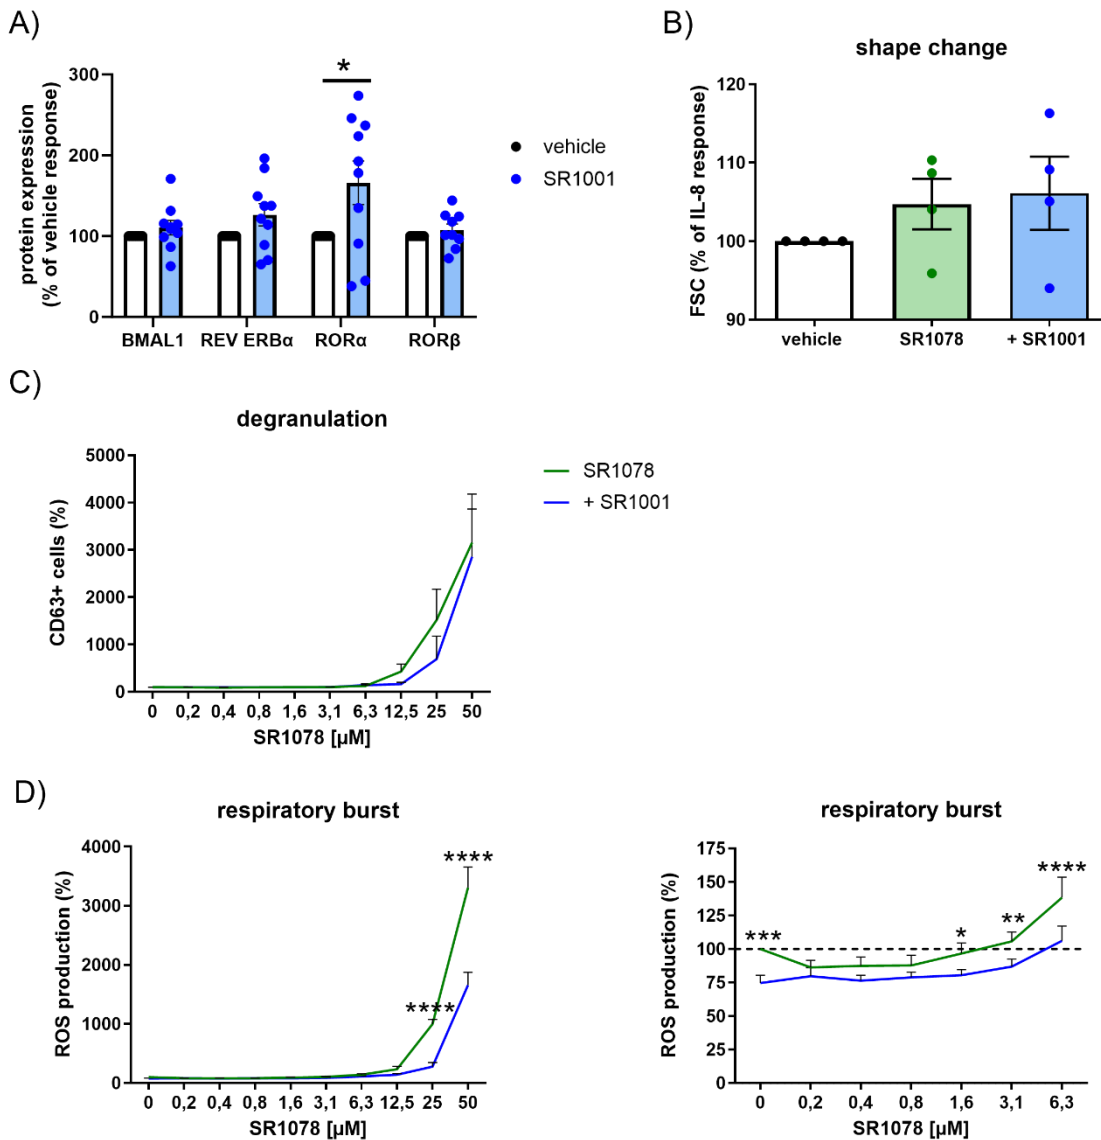 A)
protein expression
(% of vehicle response)
300
200
100
0
*
BMAL1
REV ERBα
RORα
RORβ
vehicle
SR1001
B)
shape change
FSC (% of IL-8 response)
120
110
100
90
vehicle
SR1078
+ SR1001
C)
degranulation
CD63+ cells (%)
5000
4000
3000
2000
1000
0
0 0,2 0,4 0,8 1,6 3,1 6,3 12,5 25 50
SR1078 [µM]
SR1078
+ SR1001
D)
respiratory burst
ROS production (%)
4000
3000
2000
1000
0
****
****
0 0,2 0,4 0,8 1,6 3,1 6,3 12,5 25 50
SR1078 [µM]
respiratory burst
ROS production (%)
175
150
125
100
75
50
25
0
***
*
**
****
0 0,2 0,4 0,8 1,6 3,1 6,3
SR1078 [µM]